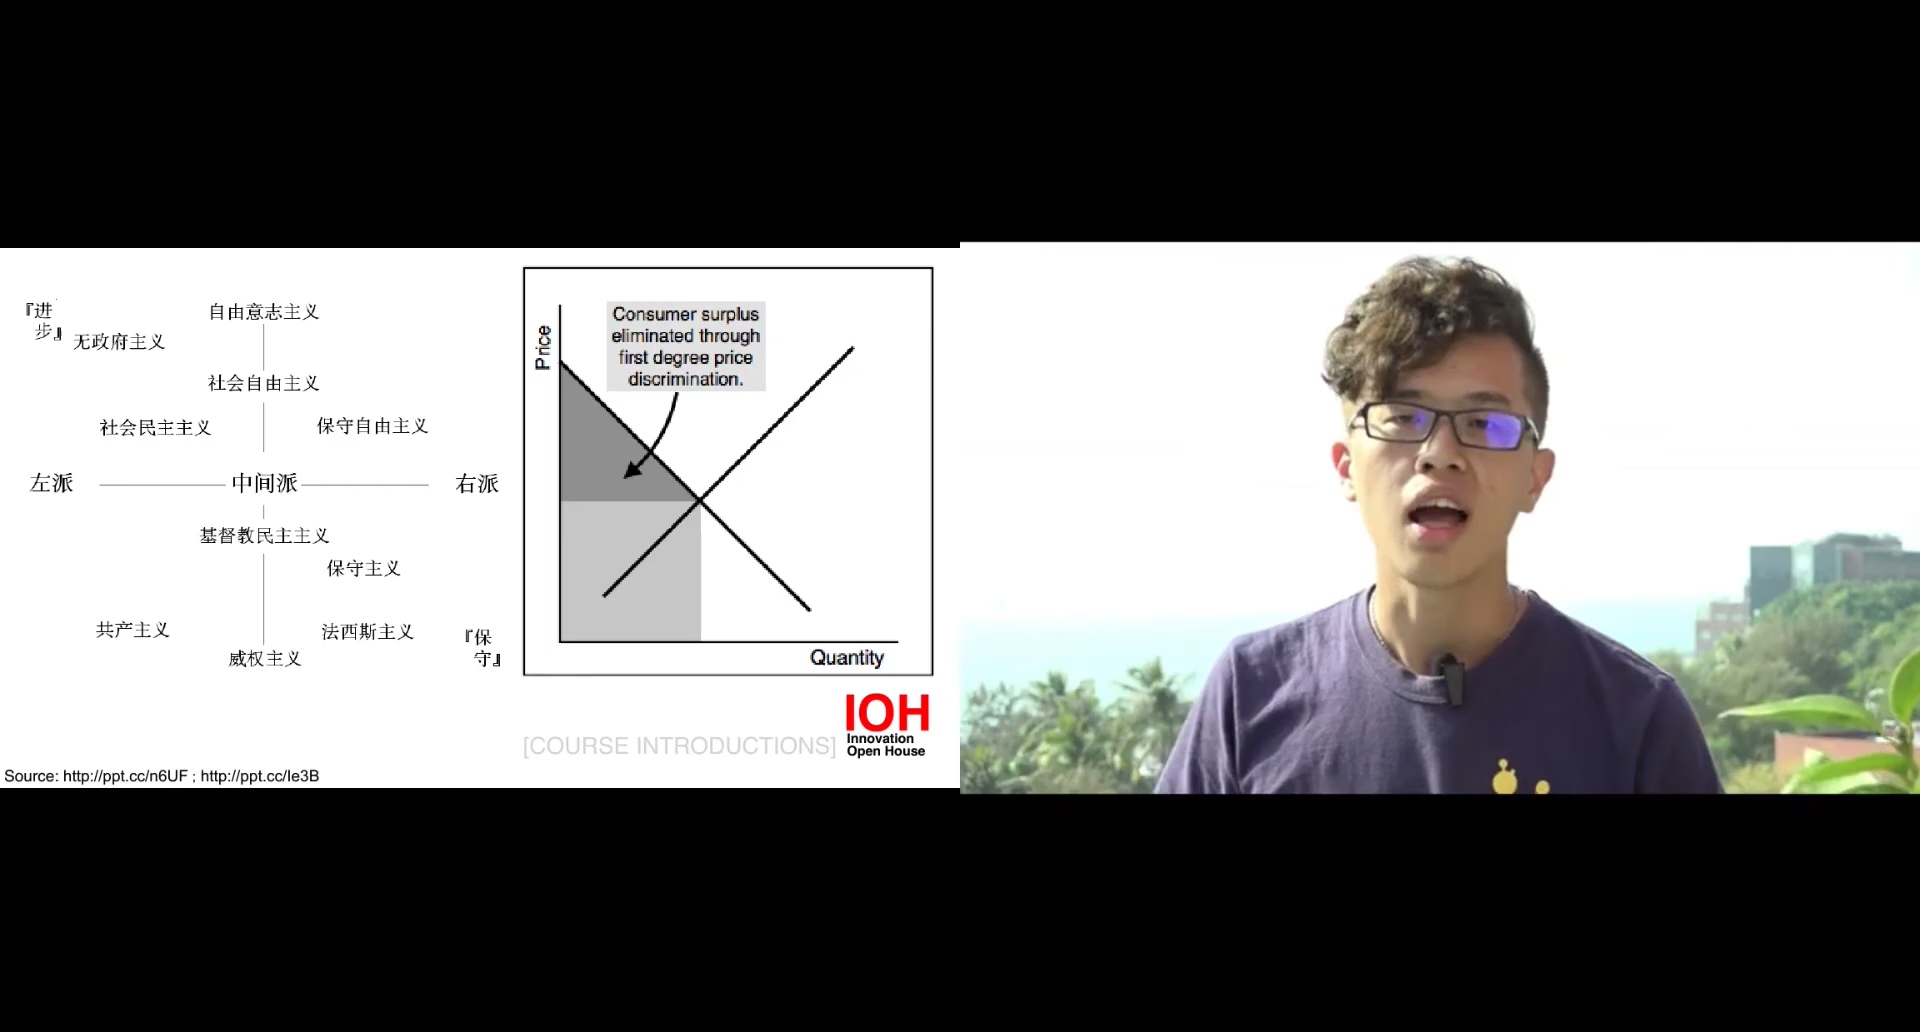 『进
步』
自由意志主义
无政府主义
社会自由主义
社会民主主义
保守自由主义
左派
中间派
右派
基督教民主主义
保守主义
共产主义
法西斯主义
『保
守』
威权主义
Price
Consumer surplus
eliminated through
first degree price
discrimination.
Quantity
[COURSE INTRODUCTIONS]
IOH
Innovation
Open House
Source: http://ppt.cc/n6UF ; http://ppt.cc/Ie3B